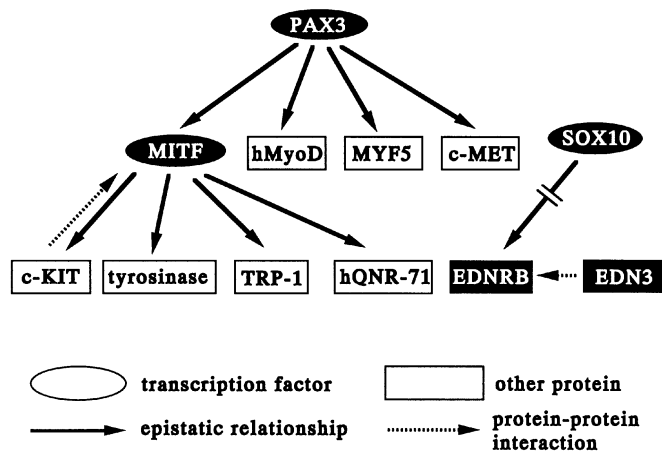 PAX3
SOX10
MITF
hMyoD
MYF5
c-MET
c-KIT
tyrosinase
TRP-1
hQNR-71
EDNRB
EDN3
transcription factor
other protein
epistatic relationship
protein-protein
interaction